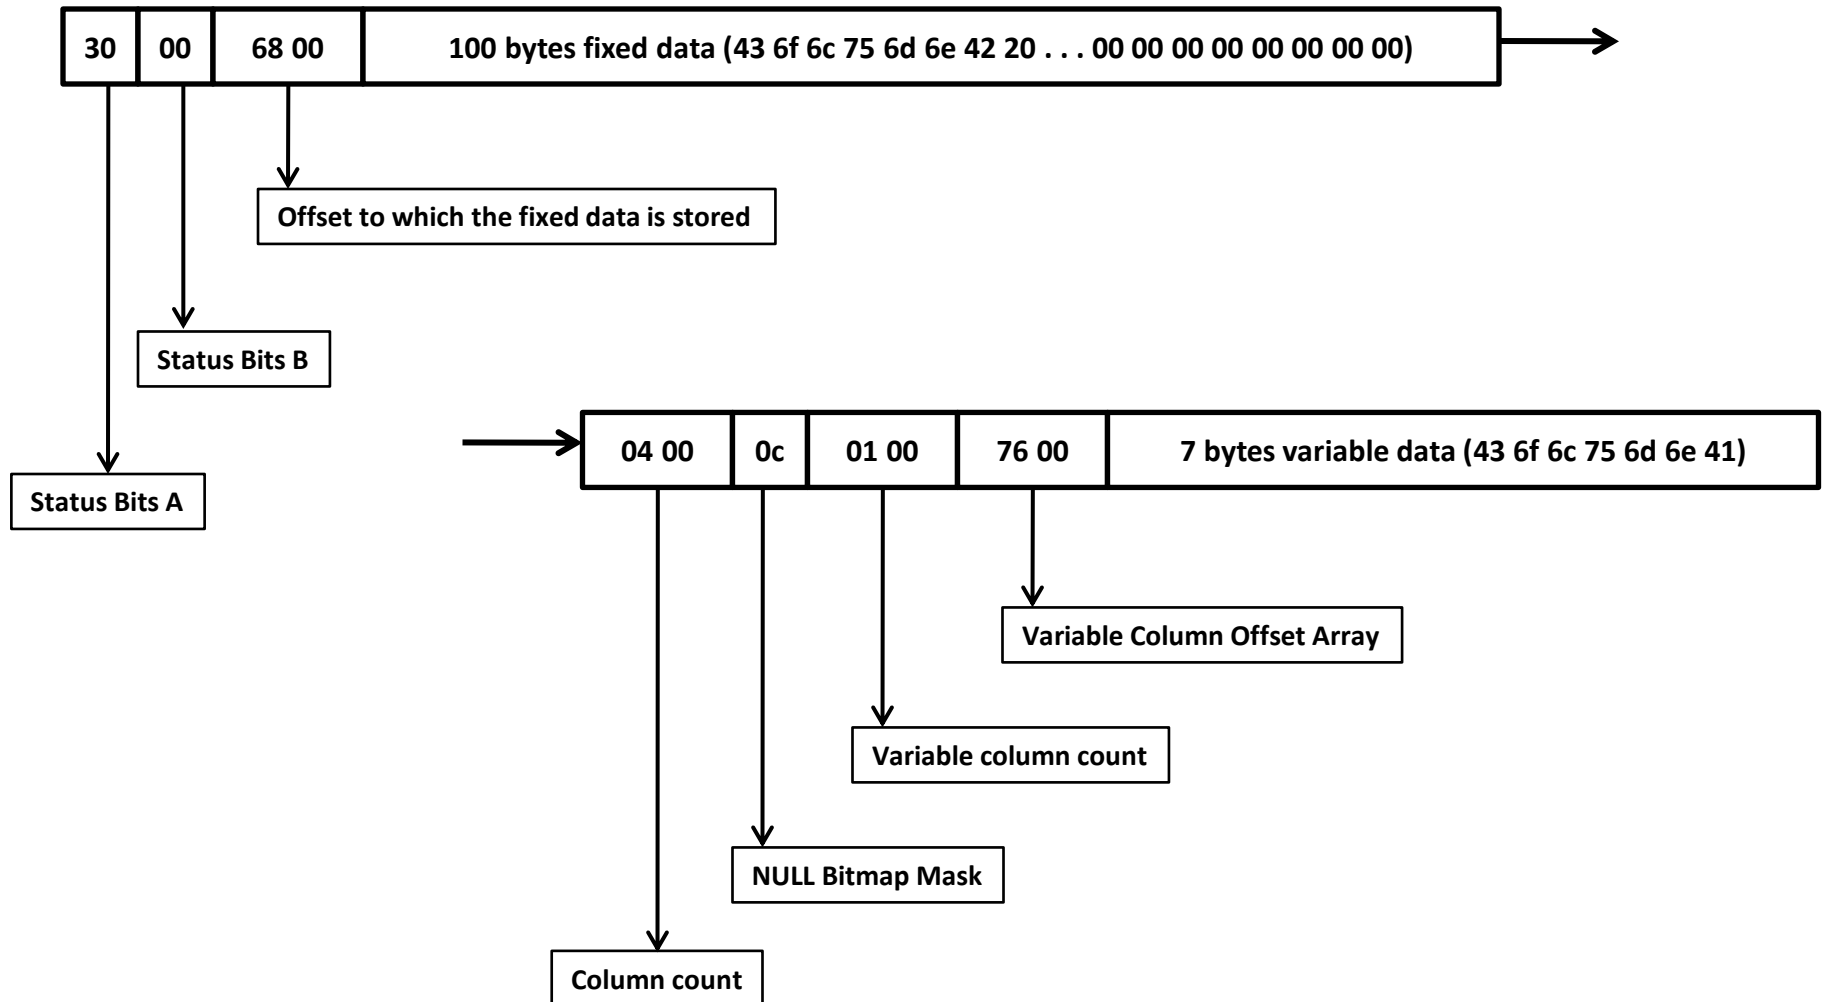 30 00 68 00 100 bytes fixed data (43 6f 6c 75 6d 6e 42 20 . . . 00 00 00 00 00 00 00 00)
Offset to which the fixed data is stored
Status Bits B
04 00 0c 01 00 76 00 7 bytes variable data (43 6f 6c 75 6d 6e 41)
Status Bits A
Variable Column Offset Array
Variable column count
NULL Bitmap Mask
Column count